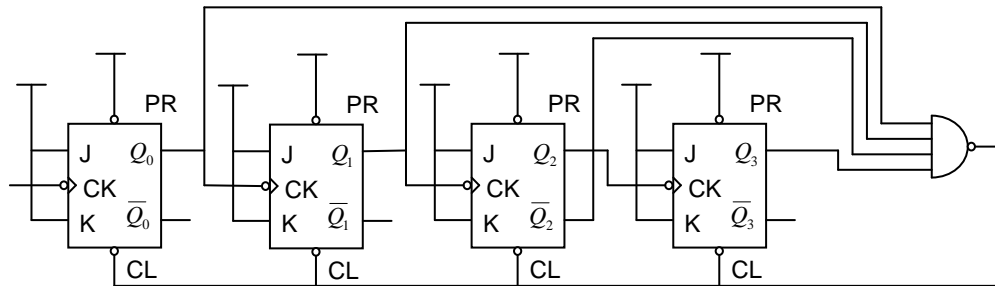 PR PR PR PR
J Q₀ J Q₁ J Q₂ J Q₃
CK CK CK CK
K Q̅₀ K Q̅₁ K Q̅₂ K Q̅₃
CL CL CL CL